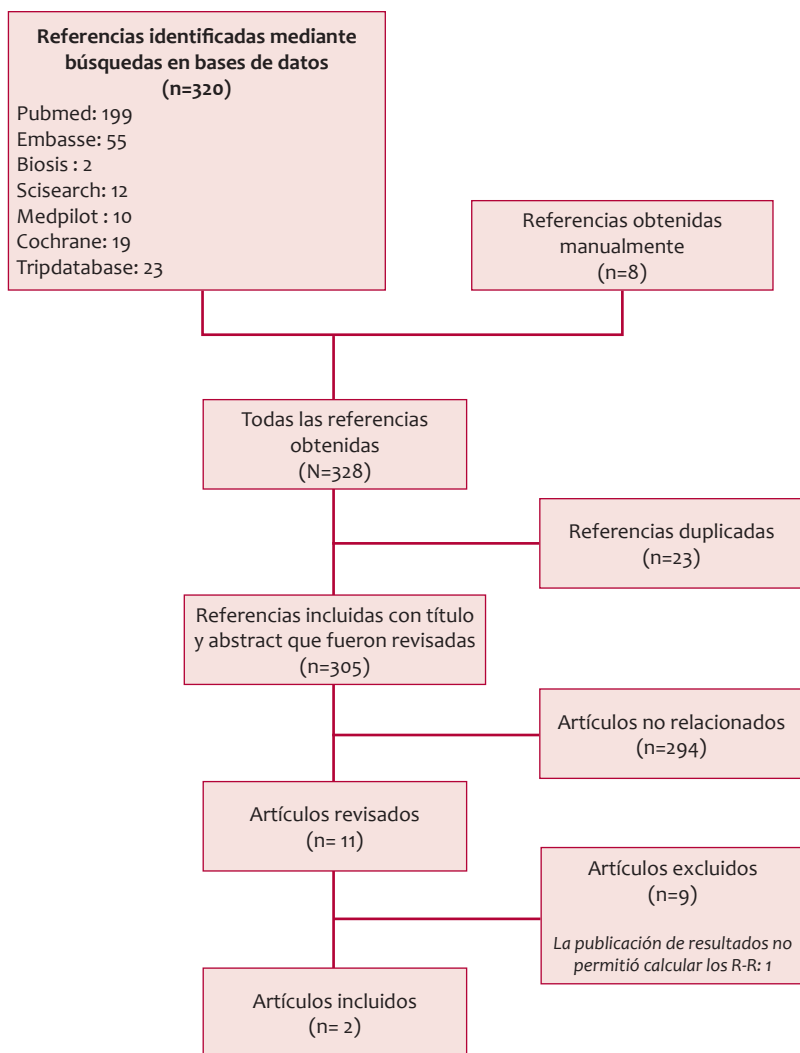 Referencias identificadas mediante
búsquedas en bases de datos
(n=320)
Pubmed: 199
Embasse: 55
Biosis : 2
Scisearch: 12
Medpilot : 10
Cochrane: 19
Tripdatabase: 23
Referencias obtenidas
manualmente
(n=8)
Todas las referencias
obtenidas
(N=328)
Referencias duplicadas
(n=23)
Referencias incluidas con título
y abstract que fueron revisadas
(n=305)
Artículos no relacionados
(n=294)
Artículos revisados
(n= 11)
Artículos excluidos
(n=9)
La publicación de resultados no
permitió calcular los R-R: 1
Artículos incluidos
(n= 2)